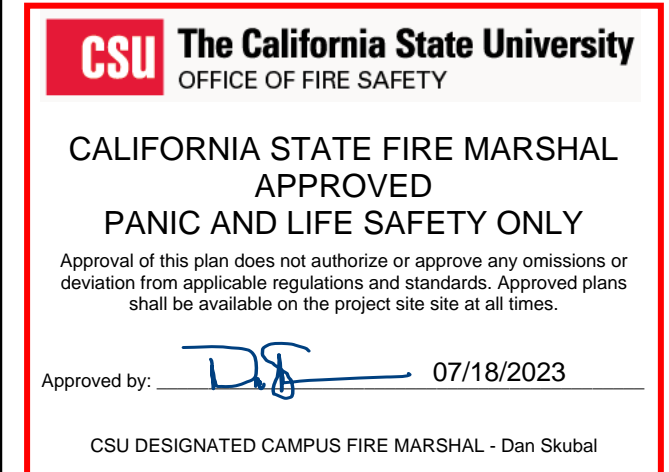 CSU The California State University
OFFICE OF FIRE SAFETY
CALIFORNIA STATE FIRE MARSHAL
APPROVED
PANIC AND LIFE SAFETY ONLY
Approval of this plan does not authorize or approve any omissions or
deviation from applicable regulations and standards. Approved plans
shall be available on the project site site at all times.
Approved by: 07/18/2023
CSU DESIGNATED CAMPUS FIRE MARSHAL - Dan Skubal